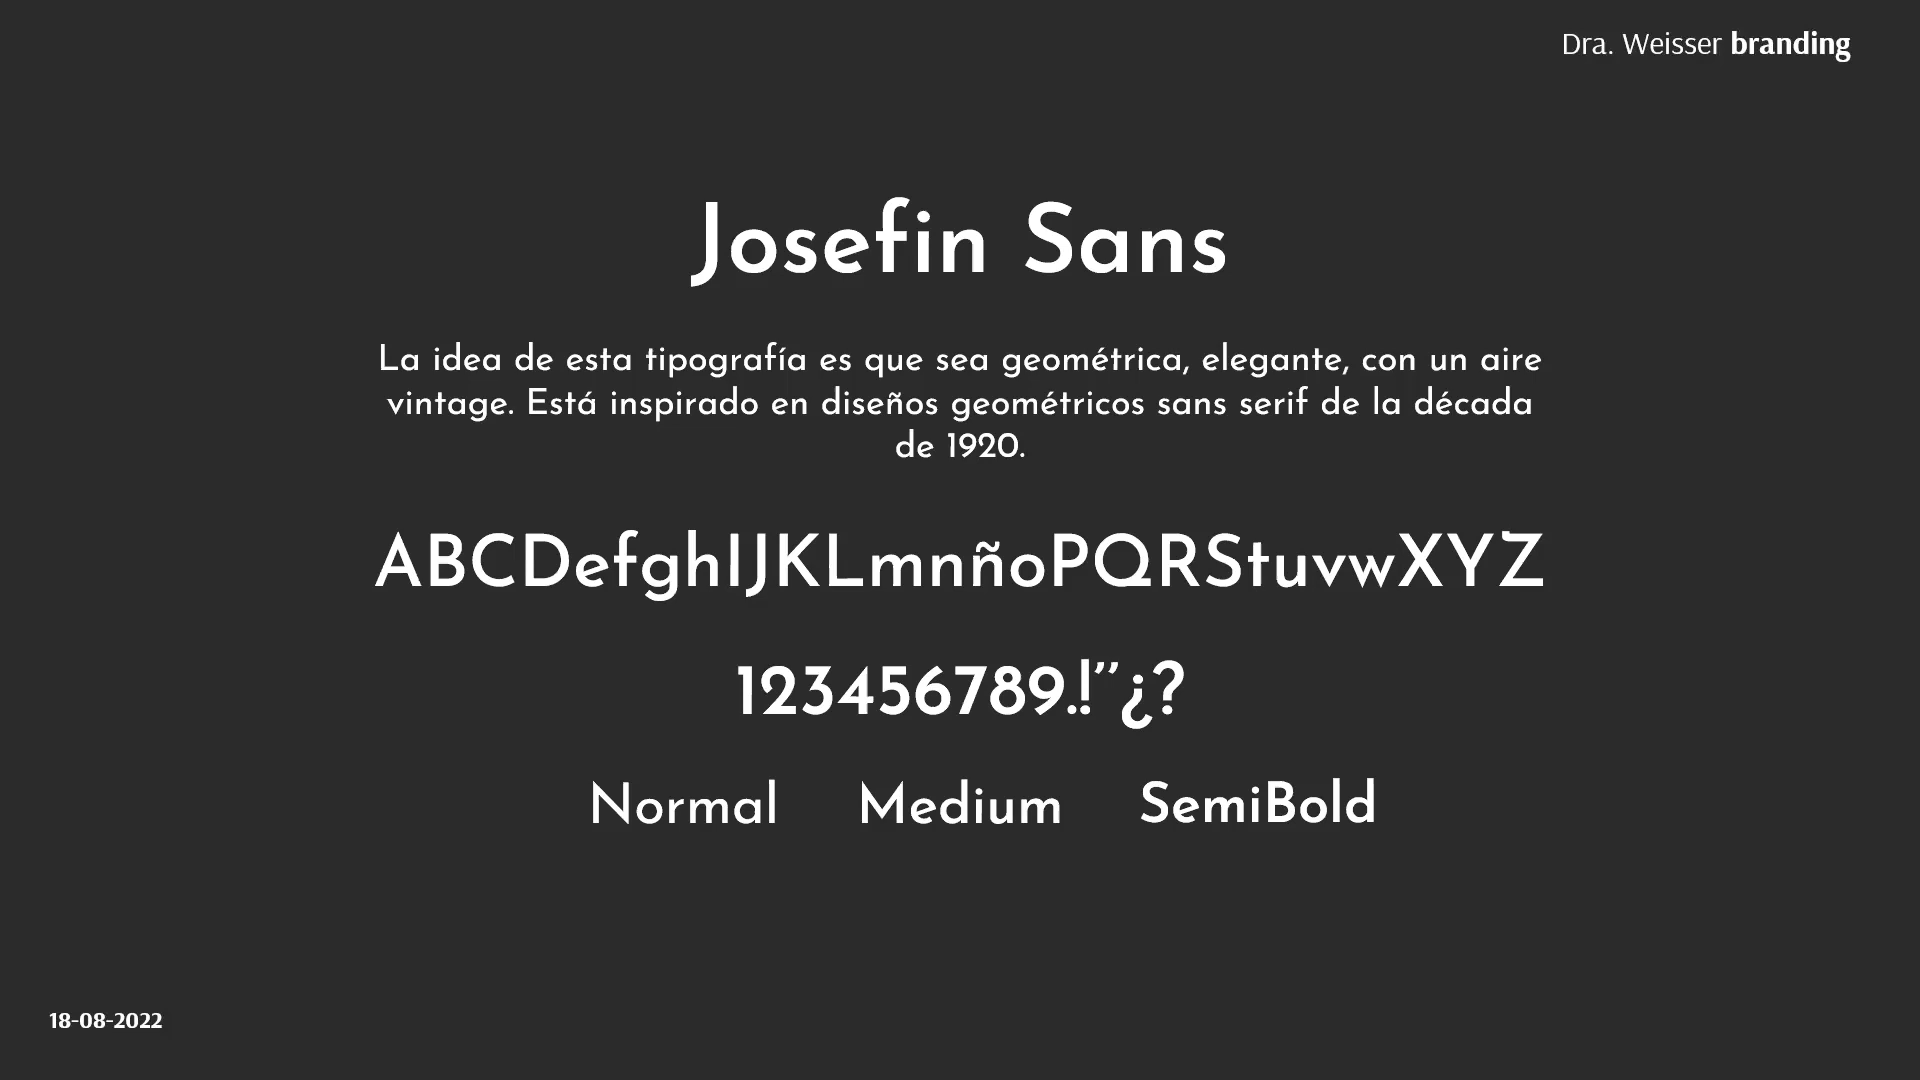 Dra. Weisser branding
Josefin Sans
La idea de esta tipografía es que sea geométrica, elegante, con un aire
vintage. Está inspirado en diseños geométricos sans serif de la década
de 1920.
ABCDefghIJKLmnñoPQRStuvwXYZ
123456789.!”¿?
Normal Medium SemiBold
18-08-2022